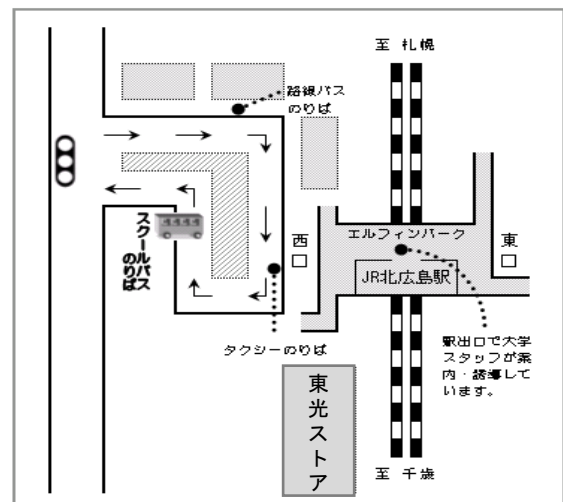 至 札幌
路線バス
のりば
スクールバス
のりば
西
口
エルフィンパーク
東
口
JR北広島駅
タクシーのりば
駅出口で大学
スタッフが案
内・誘導して
います。
東光ストア
至 千歳